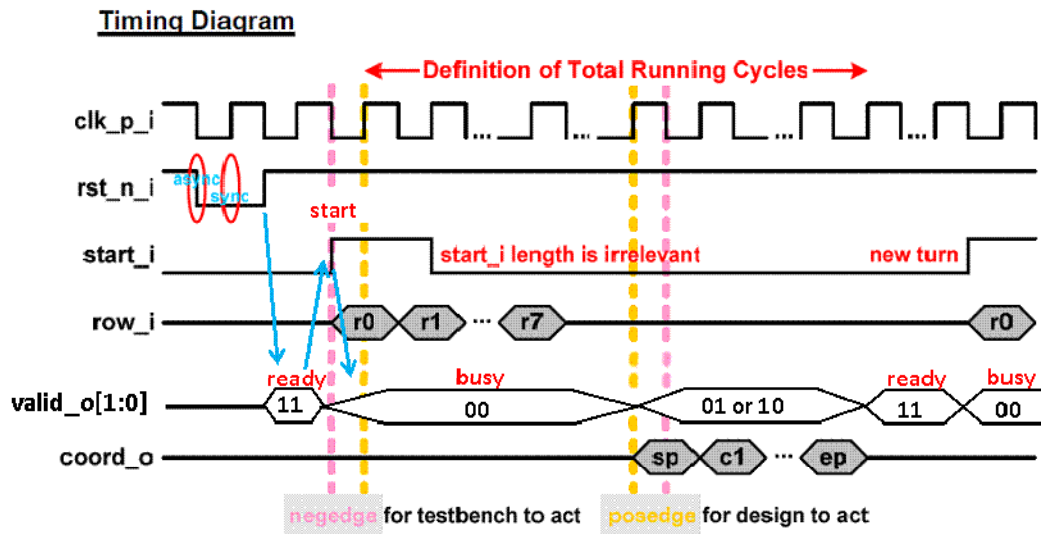 Timing Diagram
Definition of Total Running Cycles
clk_p_i
... ... ... ...
rst_n_i
async
sync
start
start_i
start_i length is irrelevant
new turn
row_i
r0 r1 ... r7 r0
ready busy ready busy
valid_o[1:0]
11 00 01 or 10 11 00
coord_o
sp c1 ... ep
negedge for testbench to act
posedge for design to act